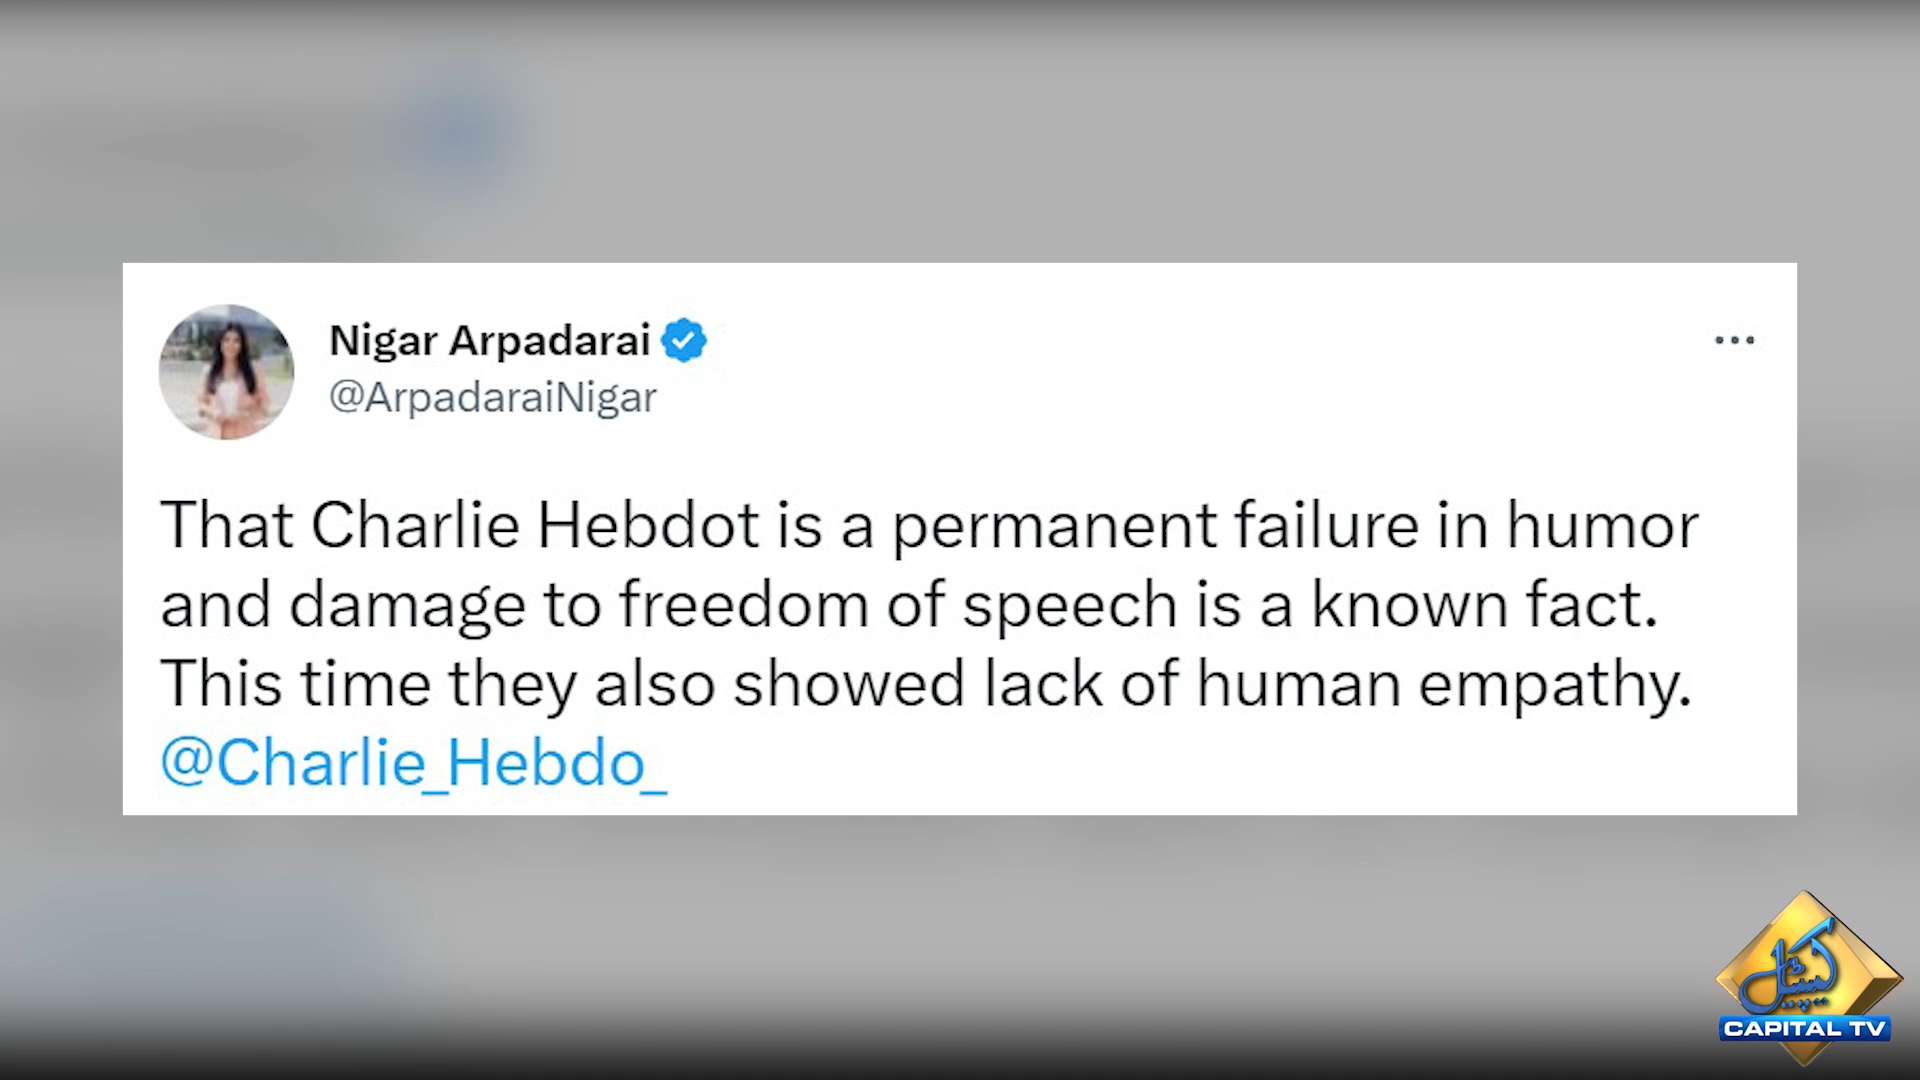 Nigar Arpadarai
@ArpadaraiNigar
That Charlie Hebdot is a permanent failure in humor
and damage to freedom of speech is a known fact.
This time they also showed lack of human empathy.
@Charlie_Hebdo_
کیپیٹل
CAPITAL TV